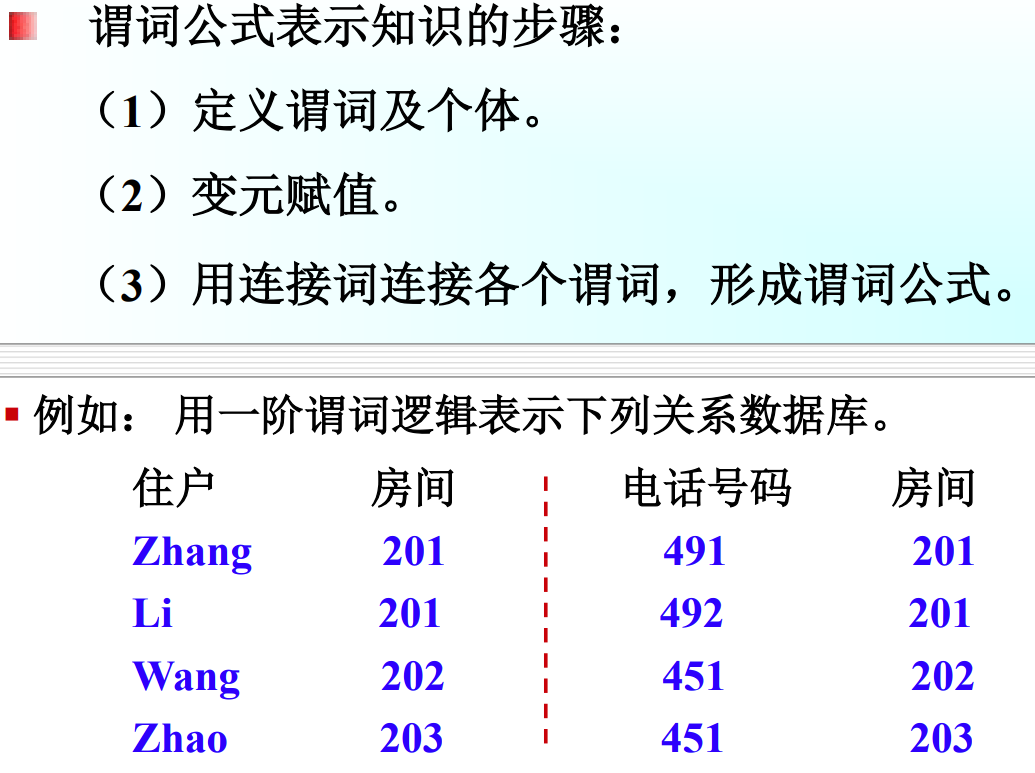 谓词公式表示知识的步骤：
（1）定义谓词及个体。
（2）变元赋值。
（3）用连接词连接各个谓词，形成谓词公式。
例如： 用一阶谓词逻辑表示下列关系数据库。
住户 房间 电话号码 房间
Zhang 201 491 201
Li 201 492 201
Wang 202 451 202
Zhao 203 451 203